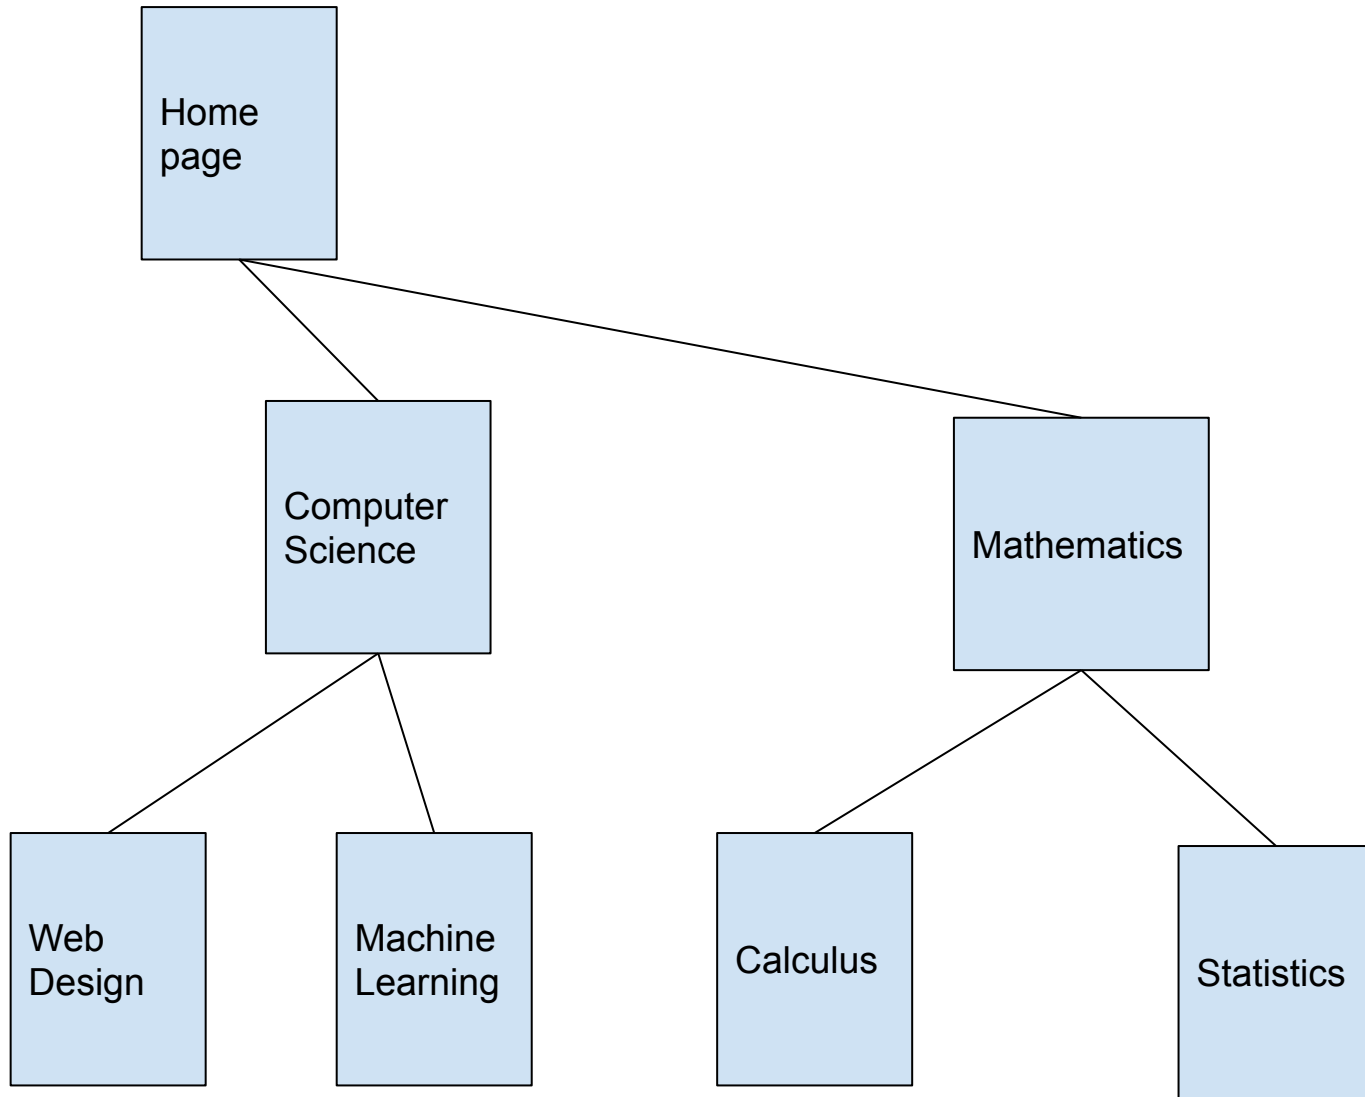 Home
page
Computer
Science
Mathematics
Web
Design
Machine
Learning
Calculus
Statistics